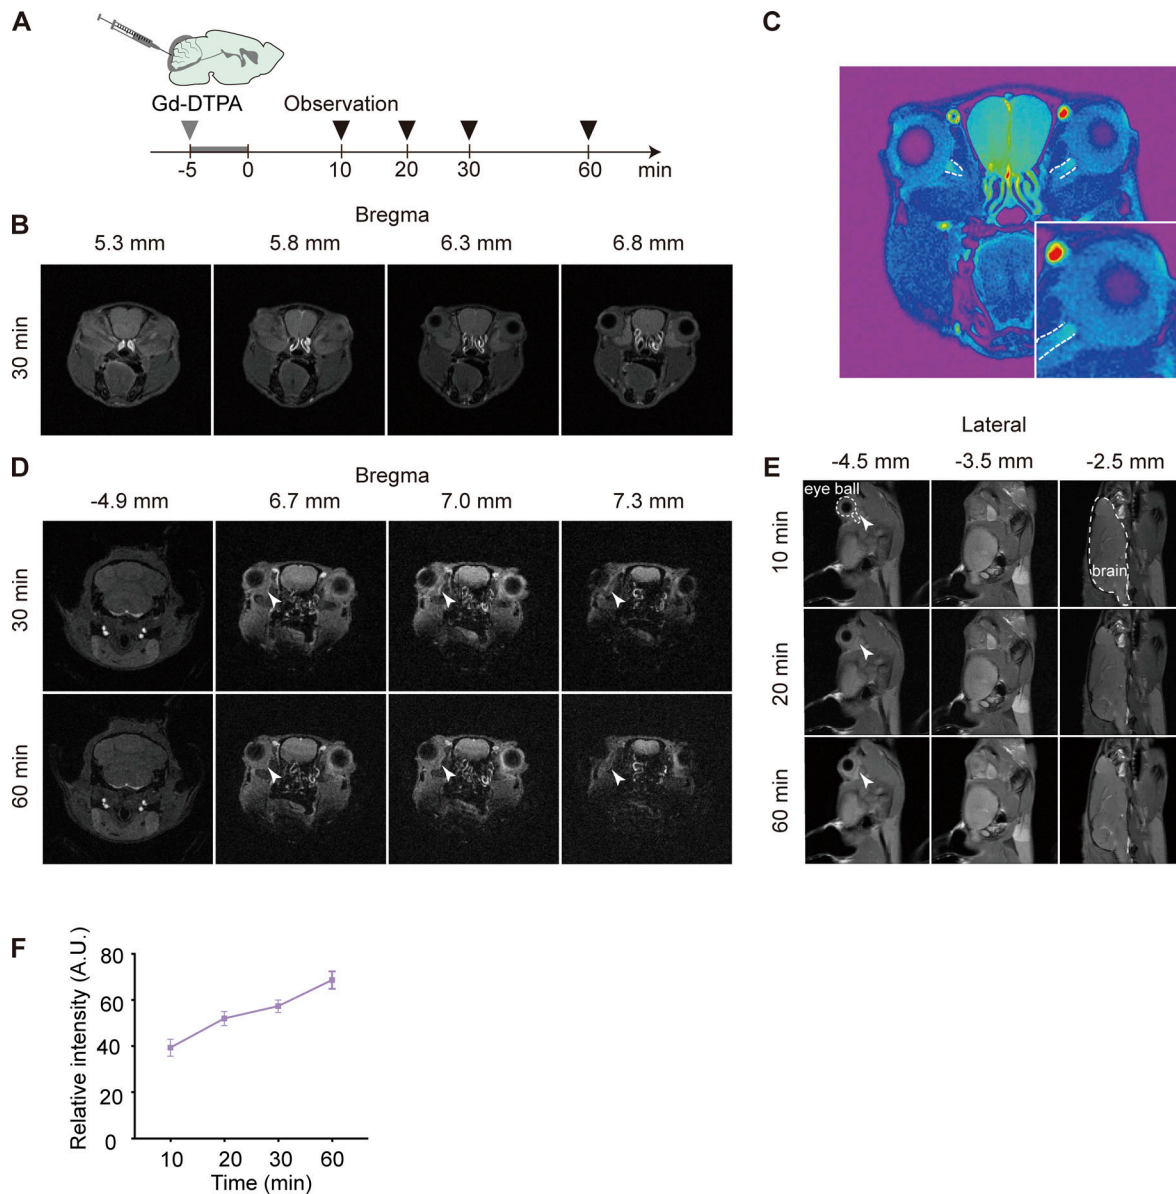 A
Gd-DTPA
Observation
-5
0
10
20
30
60
min
B
Bregma
5.3 mm
5.8 mm
6.3 mm
6.8 mm
30 min
C
D
Bregma
-4.9 mm
6.7 mm
7.0 mm
7.3 mm
30 min
60 min
E
Lateral
-4.5 mm
-3.5 mm
-2.5 mm
eye ball
brain
10 min
20 min
60 min
F
Relative intensity (A.U.)
80
60
40
20
0
10
20
30
60
Time (min)